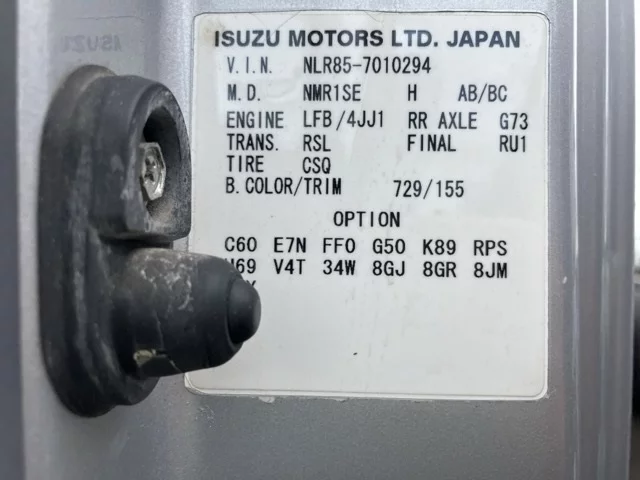 ISUZU MOTORS LTD. JAPAN
V.I.N. NLR85-7010294
M.D. NMR1SE H AB/BC
ENGINE LFB/4JJ1 RR AXLE G73
TRANS. RSL FINAL RU1
TIRE CSQ
B.COLOR/TRIM 729/155
OPTION
C60 E7N FF0 G50 K89 RPS
V4T 34W 8GJ 8GR 8JM